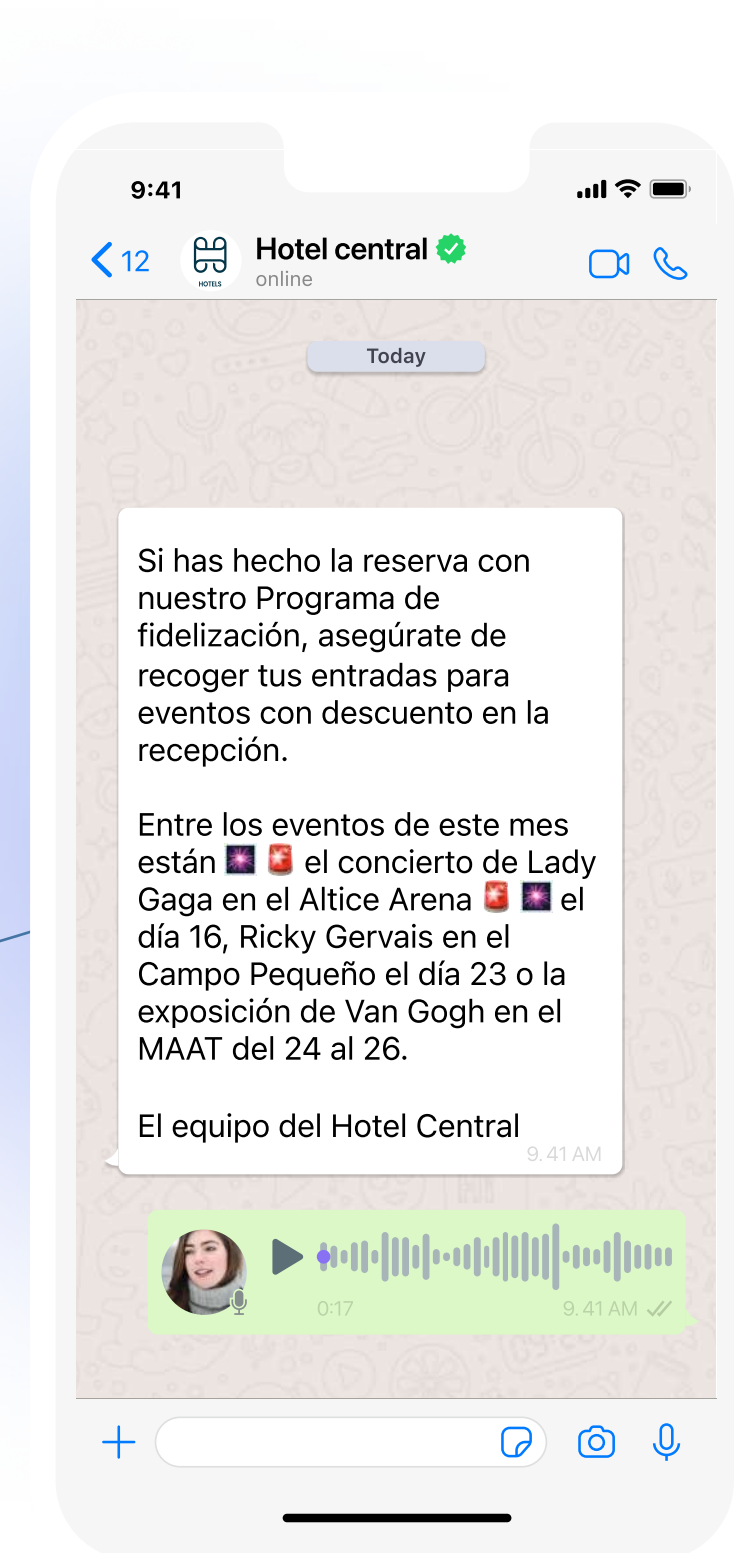 9:41
12
Hotel central
HOTELS
online
Today
Si has hecho la reserva con
nuestro Programa de
fidelización, asegúrate de
recoger tus entradas para
eventos con descuento en la
recepción.
Entre los eventos de este mes
están 🎆 🚨 el concierto de Lady
Gaga en el Altice Arena 🚨 🎆 el
día 16, Ricky Gervais en el
Campo Pequeño el día 23 o la
exposición de Van Gogh en el
MAAT del 24 al 26.
El equipo del Hotel Central
9.41 AM
0:17
9.41 AM